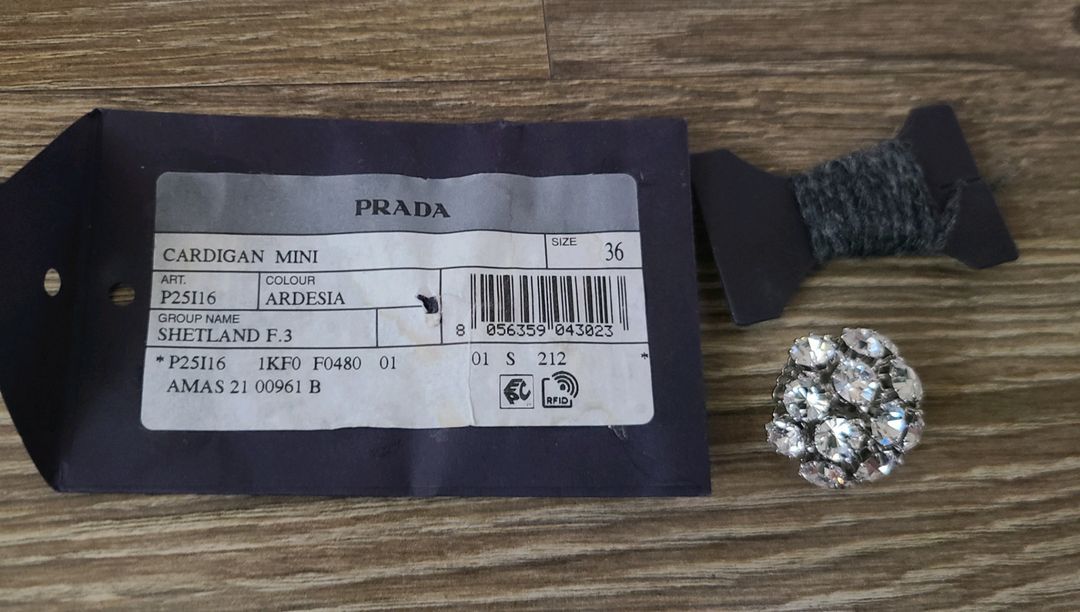 PRADA
CARDIGAN MINI
SIZE
36
ART.
P25I16
COLOUR
ARDESIA
GROUP NAME
SHETLAND F.3
8 056359 043023
* P25I16 1KF0 F0480 01 01 S 212 *
AMAS 21 00961 B
RFID